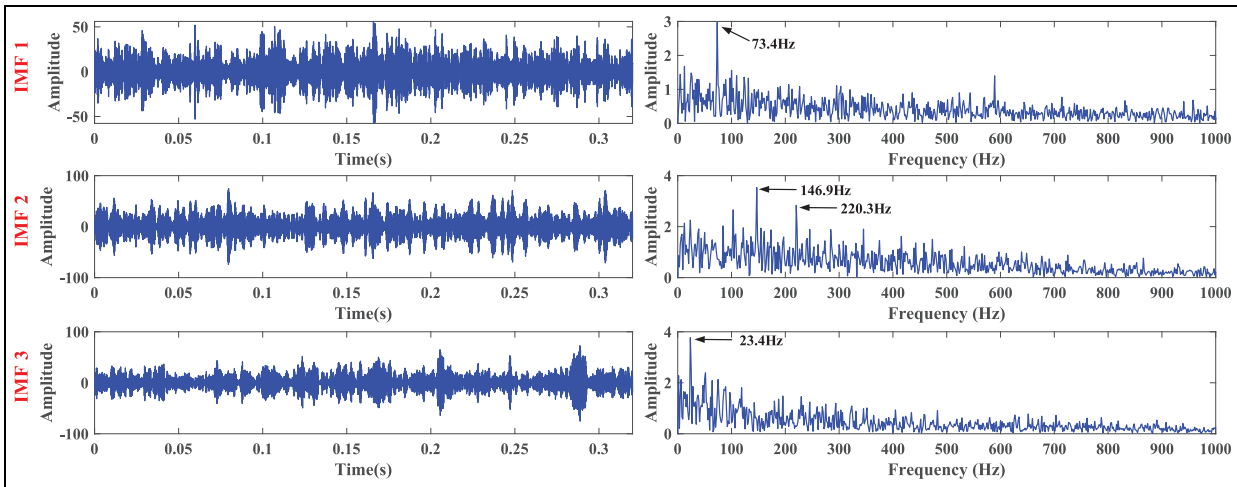 IMF 1
Amplitude
50
0
-50
0 0.05 0.1 0.15 0.2 0.25 0.3
Time(s)
Amplitude
3
2
1
0
73.4Hz
0 100 200 300 400 500 600 700 800 900 1000
Frequency (Hz)
IMF 2
Amplitude
100
0
-100
0 0.05 0.1 0.15 0.2 0.25 0.3
Time(s)
Amplitude
4
2
0
146.9Hz
220.3Hz
0 100 200 300 400 500 600 700 800 900 1000
Frequency (Hz)
IMF 3
Amplitude
100
0
-100
0 0.05 0.1 0.15 0.2 0.25 0.3
Time(s)
Amplitude
4
2
0
23.4Hz
0 100 200 300 400 500 600 700 800 900 1000
Frequency (Hz)